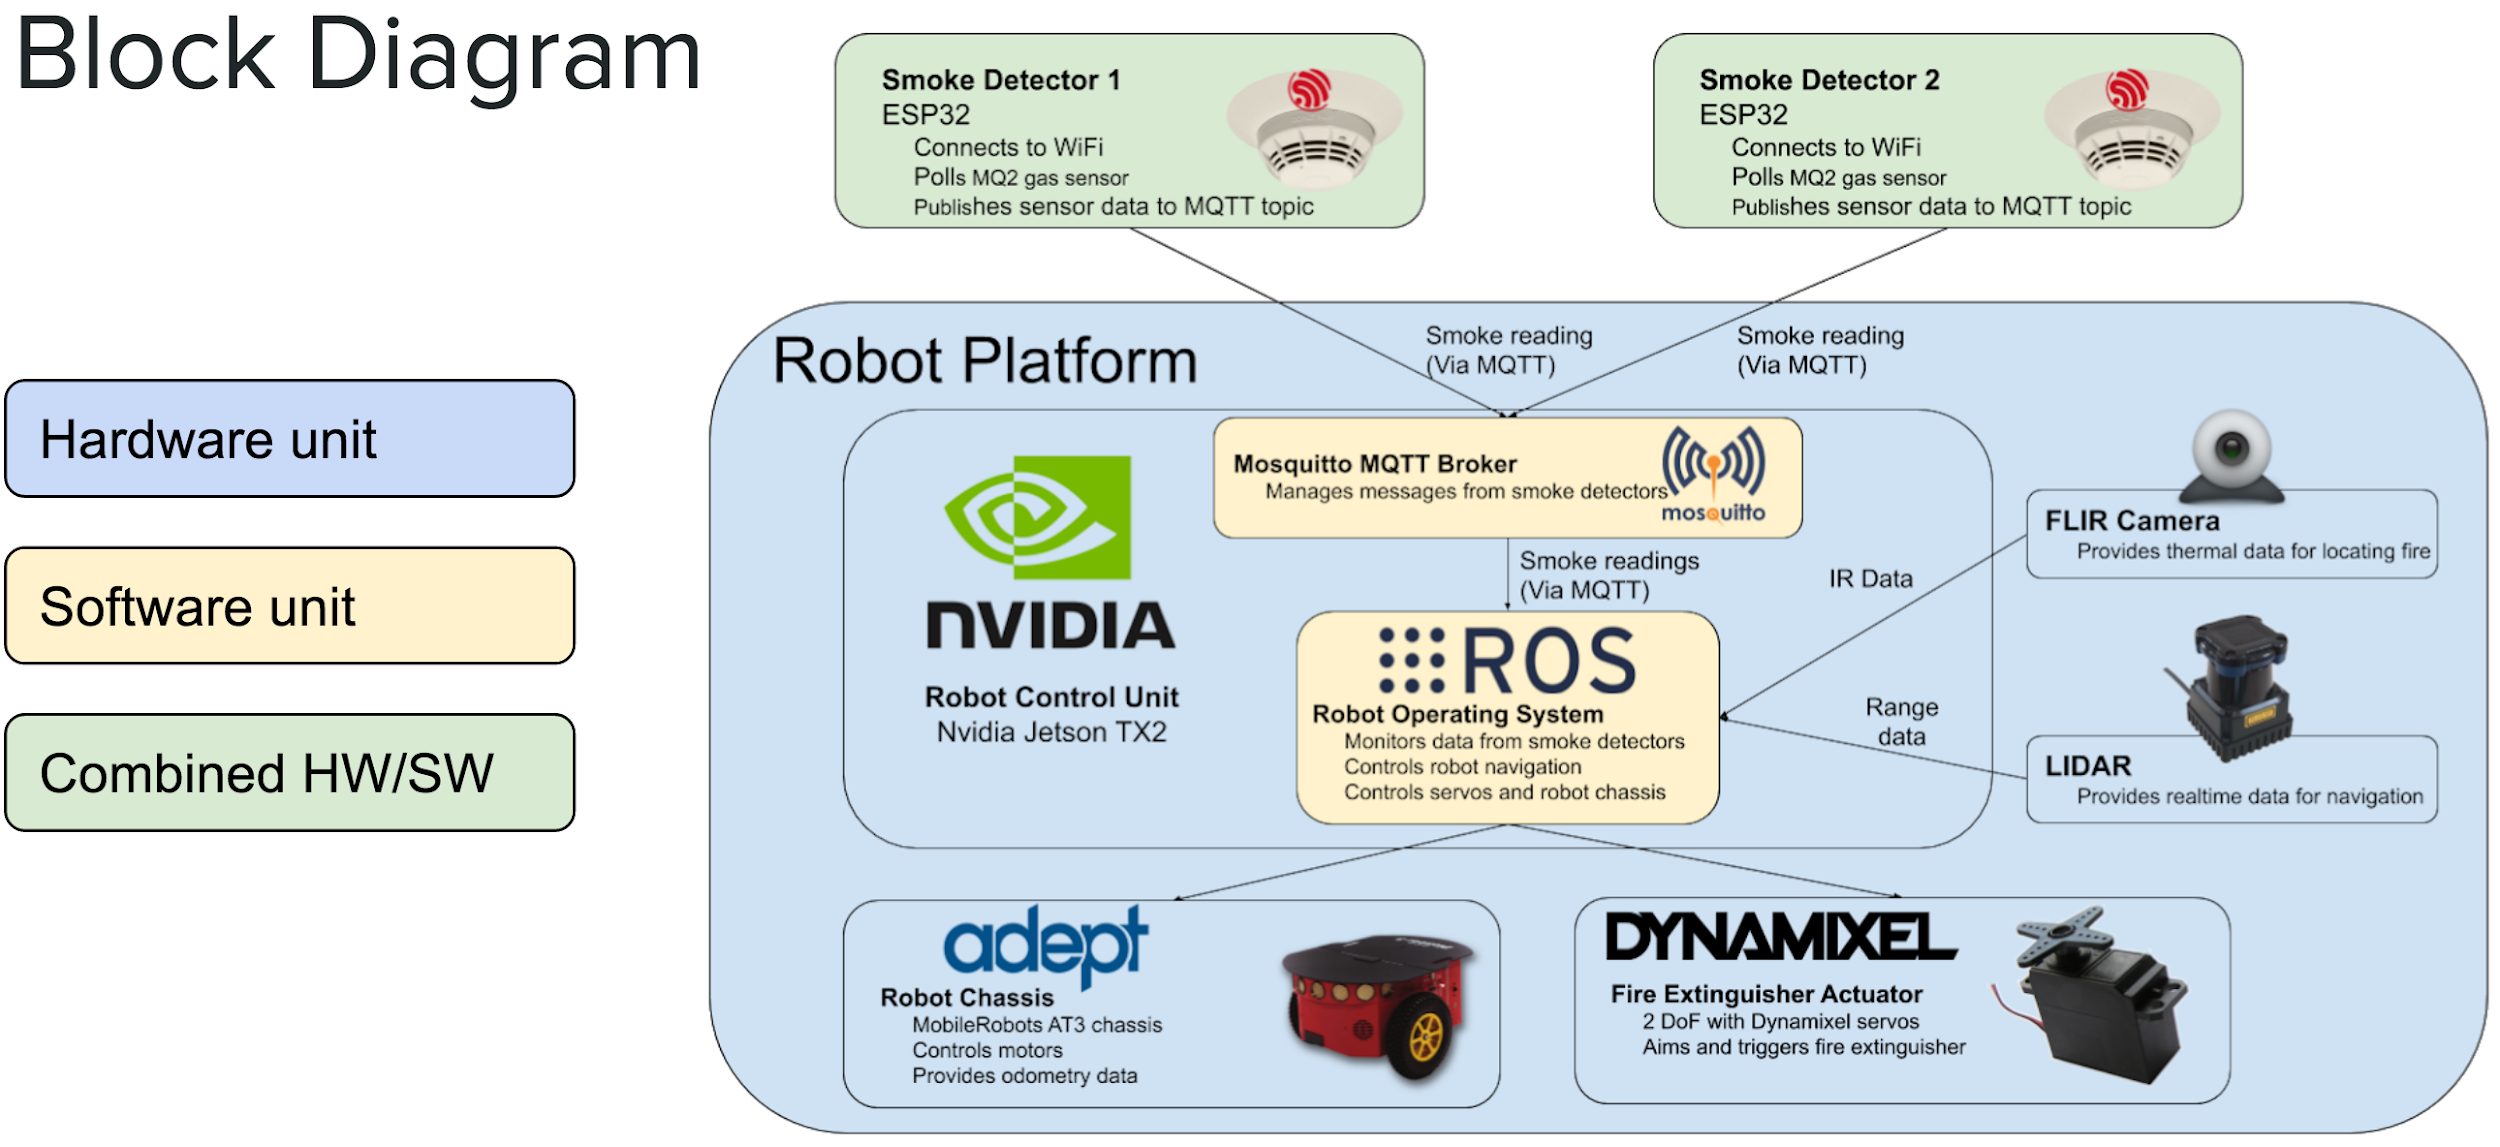 Block Diagram
Smoke Detector 1
ESP32
Connects to WiFi
Polls MQ2 gas sensor
Publishes sensor data to MQTT topic
Smoke Detector 2
ESP32
Connects to WiFi
Polls MQ2 gas sensor
Publishes sensor data to MQTT topic
Hardware unit
Software unit
Combined HW/SW
Robot Platform
Smoke reading
(Via MQTT)
Smoke reading
(Via MQTT)
Mosquitto MQTT Broker
Manages messages from smoke detectors
mosquitto
nVIDIA
Robot Control Unit
Nvidia Jetson TX2
Smoke readings
(Via MQTT)
ROS
Robot Operating System
Monitors data from smoke detectors
Controls robot navigation
Controls servos and robot chassis
FLIR Camera
Provides thermal data for locating fire
IR Data
Range
data
LIDAR
Provides realtime data for navigation
adept
Robot Chassis
MobileRobots AT3 chassis
Controls motors
Provides odometry data
DYNAMIXEL
Fire Extinguisher Actuator
2 DoF with Dynamixel servos
Aims and triggers fire extinguisher